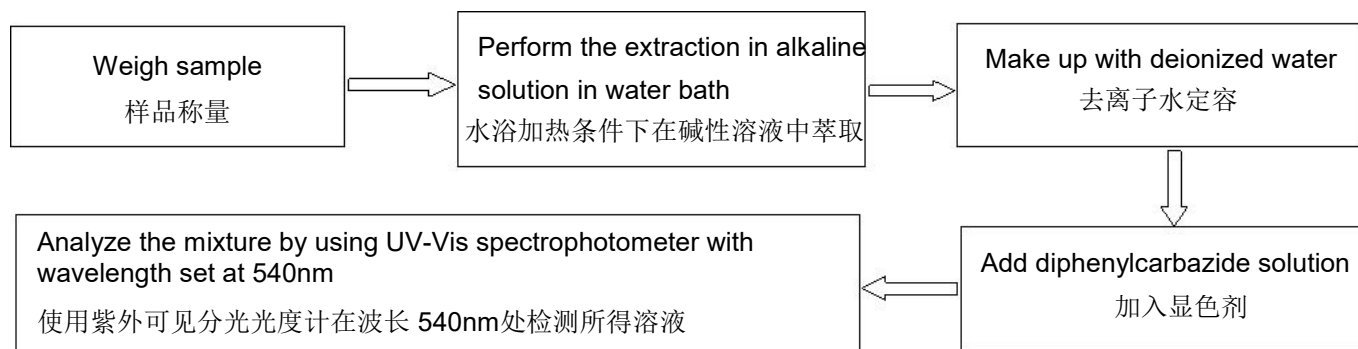 Weigh sample
样品称量
Perform the extraction in alkaline
solution in water bath
水浴加热条件下在碱性溶液中萃取
Make up with deionized water
去离子水定容
Add diphenylcarbazide solution
加入显色剂
Analyze the mixture by using UV-Vis spectrophotometer with
wavelength set at 540nm
使用紫外可见分光光度计在波长 540nm处检测所得溶液